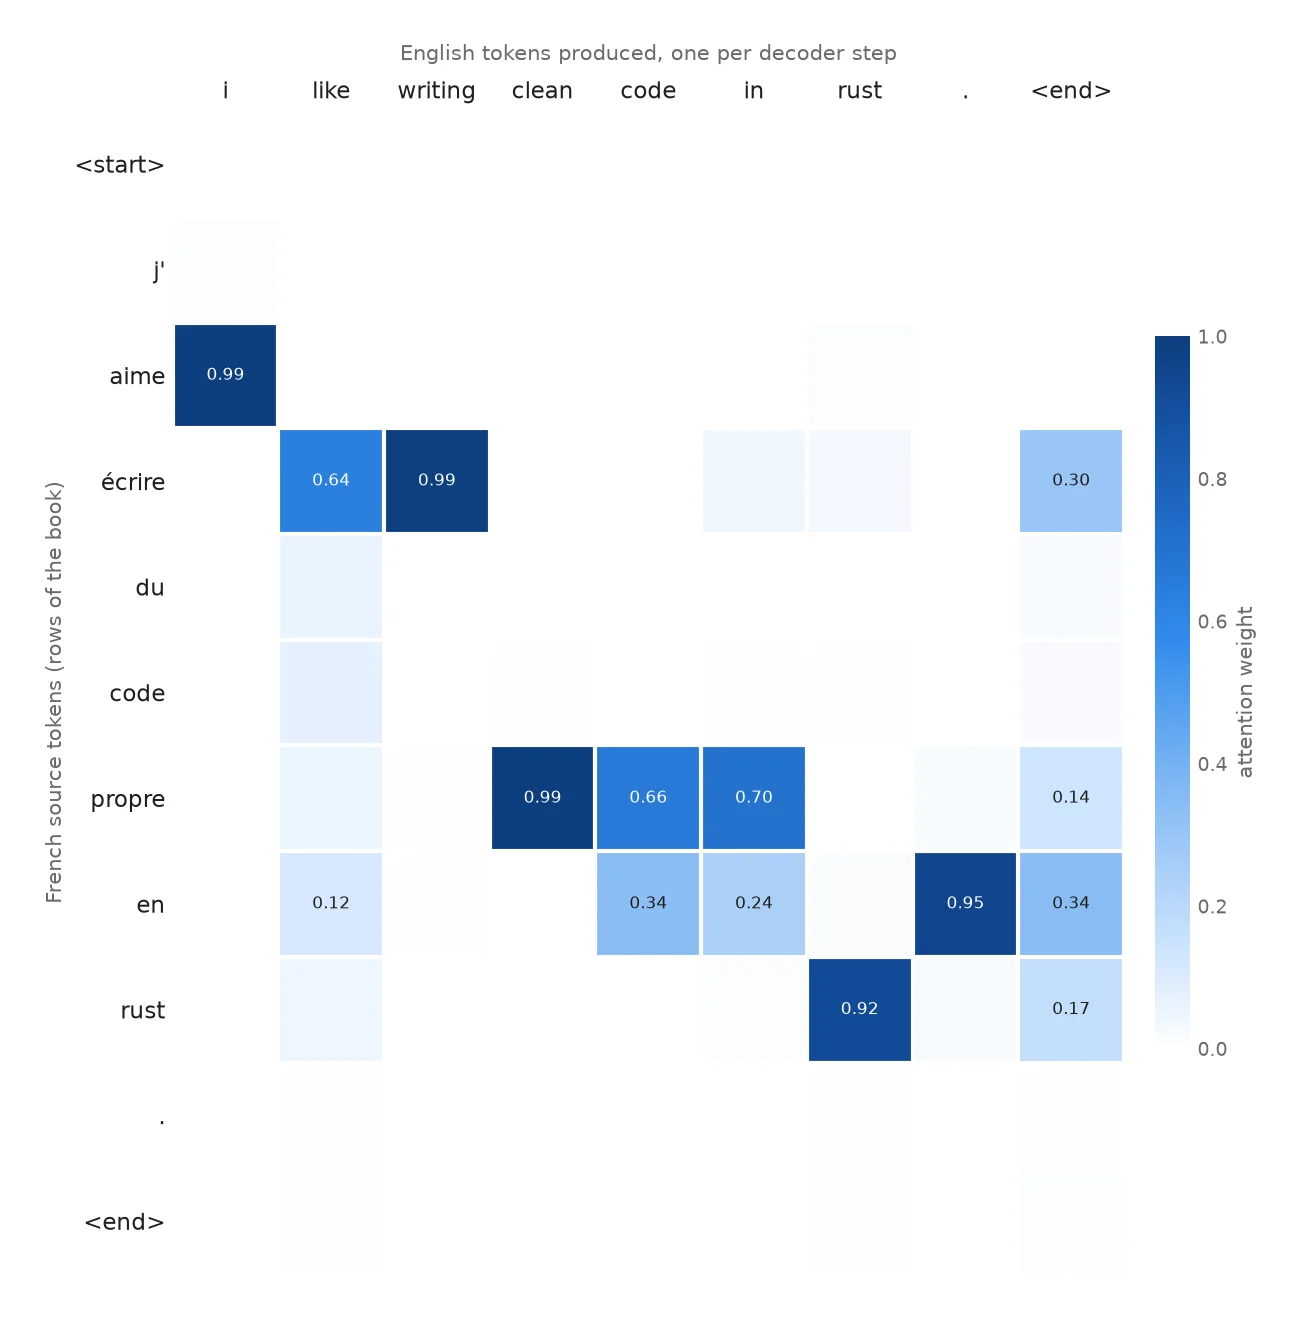 English tokens produced, one per decoder step
i like writing clean code in rust . <end>
<start>
j'
aime 0.99
écrire 0.64 0.99 0.30
du
code
propre 0.99 0.66 0.70 0.14
en 0.12 0.34 0.24 0.95 0.34
rust 0.92 0.17
.
<end>
French source tokens (rows of the book)
1.0
0.8
0.6
0.4
0.2
0.0
attention weight